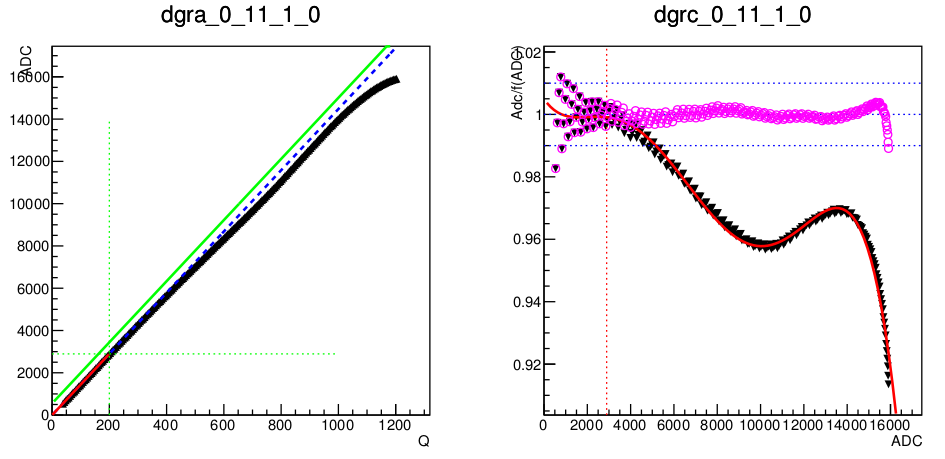 dgra_0_11_1_0
ADC
16000
14000
12000
10000
8000
6000
4000
2000
0
0 200 400 600 800 1000 1200
Q
dgrc_0_11_1_0
Adc/f(ADC)
1.02
1
0.98
0.96
0.94
0.92
0 2000 4000 6000 8000 10000 12000 14000 16000
ADC